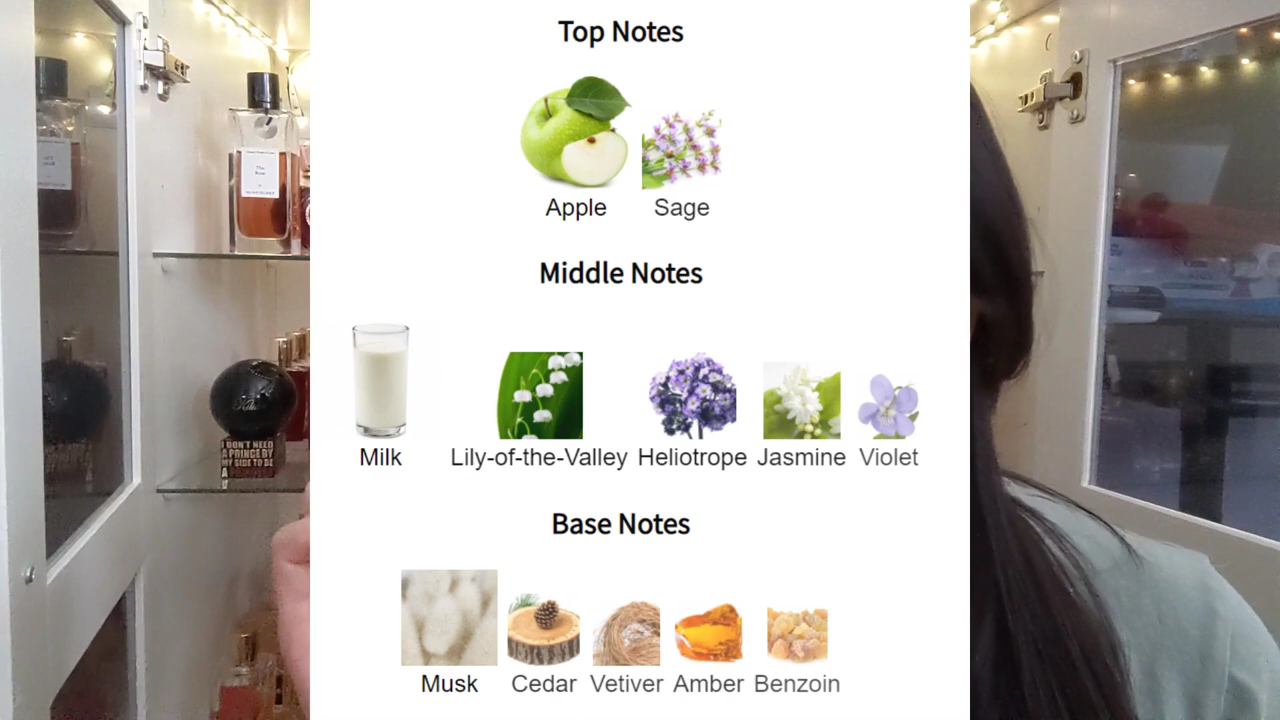 Top Notes
Apple
Sage
Middle Notes
Milk
Lily-of-the-Valley
Heliotrope
Jasmine
Violet
Base Notes
Musk
Cedar
Vetiver
Amber
Benzoin
I DON'T NEED
A PRINCE BY
MY SIDE TO BE
A